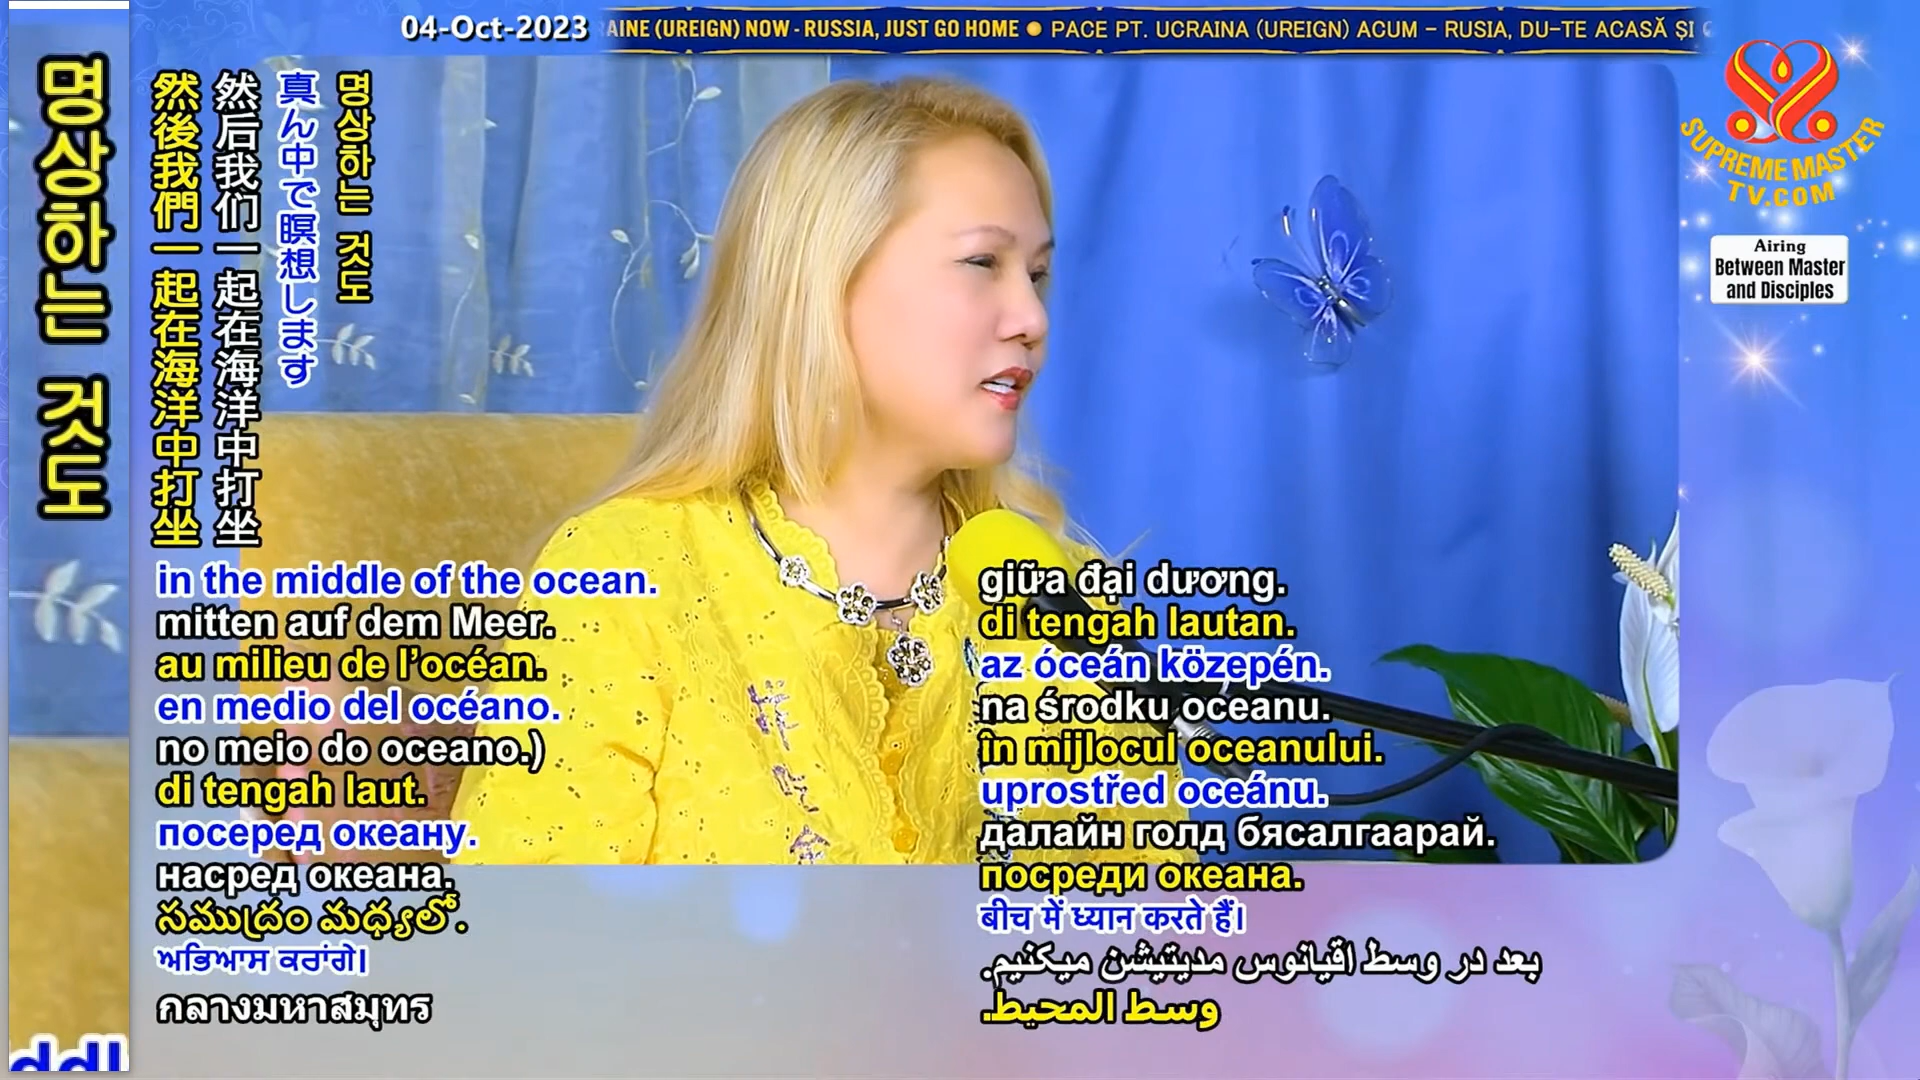 04-Oct-2023
AINE (UREIGN) NOW - RUSSIA, JUST GO HOME
PACE PT. UCRAINA (UREIGN) ACUM - RUSIA, DU-TE ACASĂ ȘI
SUPREME MASTER
TV.COM
Airing
Between Master
and Disciples
명상하는 것도
然後我們一起在海洋中打坐
然后我们一起在海洋中打坐
真ん中で瞑想します
명상하는 것도
in the middle of the ocean.
mitten auf dem Meer.
au milieu de l’océan.
en medio del océano.
no meio do oceano.)
di tengah laut.
посеред океану.
насред океана.
సముద్రం మధ్యలో.
ਅਭਿਆਸ ਕਰਾਂਗੇ।
กลางมหาสมุทร
giữa đại dương.
di tengah lautan.
az óceán közepén.
na środku oceanu.
în mijlocul oceanului.
uprostřed oceánu.
далайн голд бясалгаарай.
посреди океана.
बीच में ध्यान करते हैं।
بعد در وسط اقیانوس مدیتیشن میکنیم.
وسط المحيط.
ddl